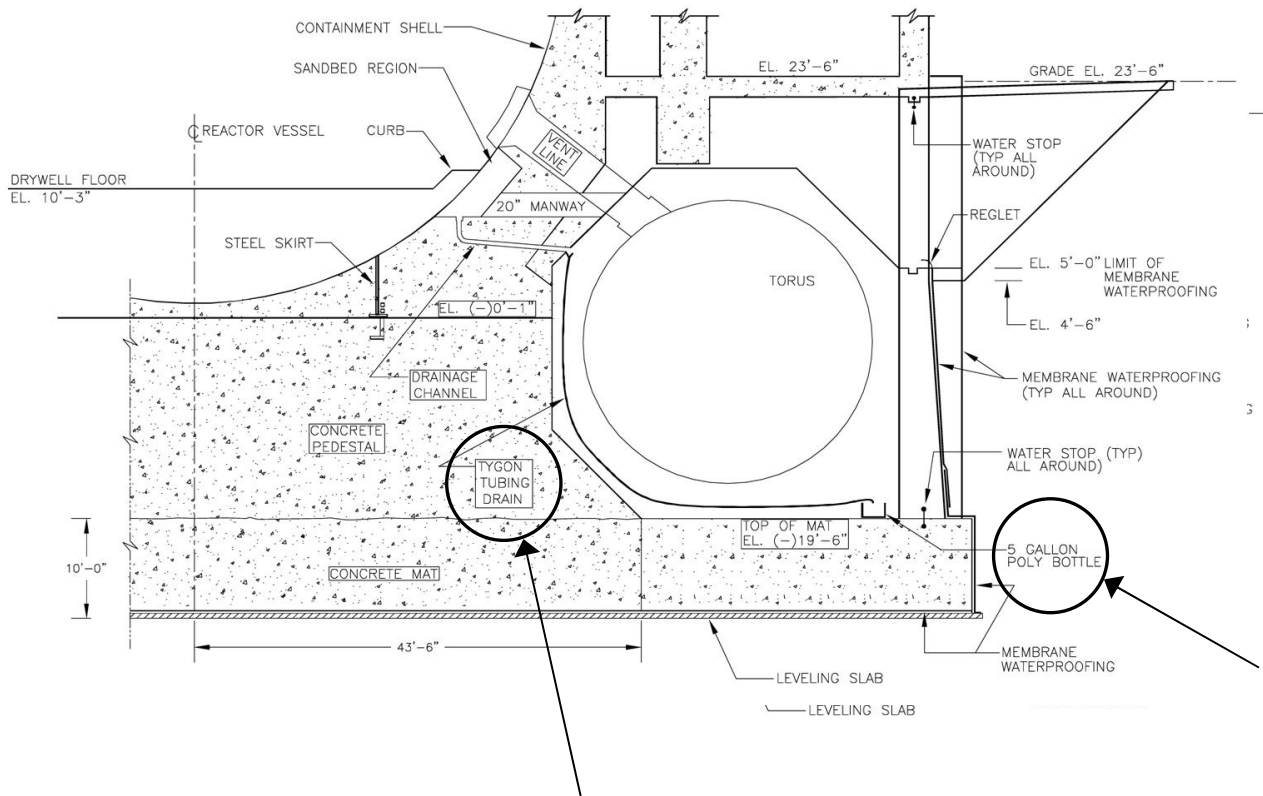 CONTAINMENT SHELL
SANDBED REGION
℄ REACTOR VESSEL
CURB
DRYWELL FLOOR
EL. 10'-3"
STEEL SKIRT
VENT
LINE
20" MANWAY
EL. 23'-6"
GRADE EL. 23'-6"
WATER STOP
(TYP ALL
AROUND)
REGLET
TORUS
EL. 5'-0" LIMIT OF
MEMBRANE
WATERPROOFING
EL. 4'-6"
EL. (-)0'-1"
DRAINAGE
CHANNEL
MEMBRANE WATERPROOFING
(TYP ALL AROUND)
CONCRETE
PEDESTAL
TYGON
TUBING
DRAIN
WATER STOP (TYP)
ALL AROUND)
TOP OF MAT
EL. (-)19'-6"
5 GALLON
POLY BOTTLE
10'-0"
CONCRETE MAT
43'-6"
MEMBRANE
WATERPROOFING
LEVELING SLAB
LEVELING SLAB